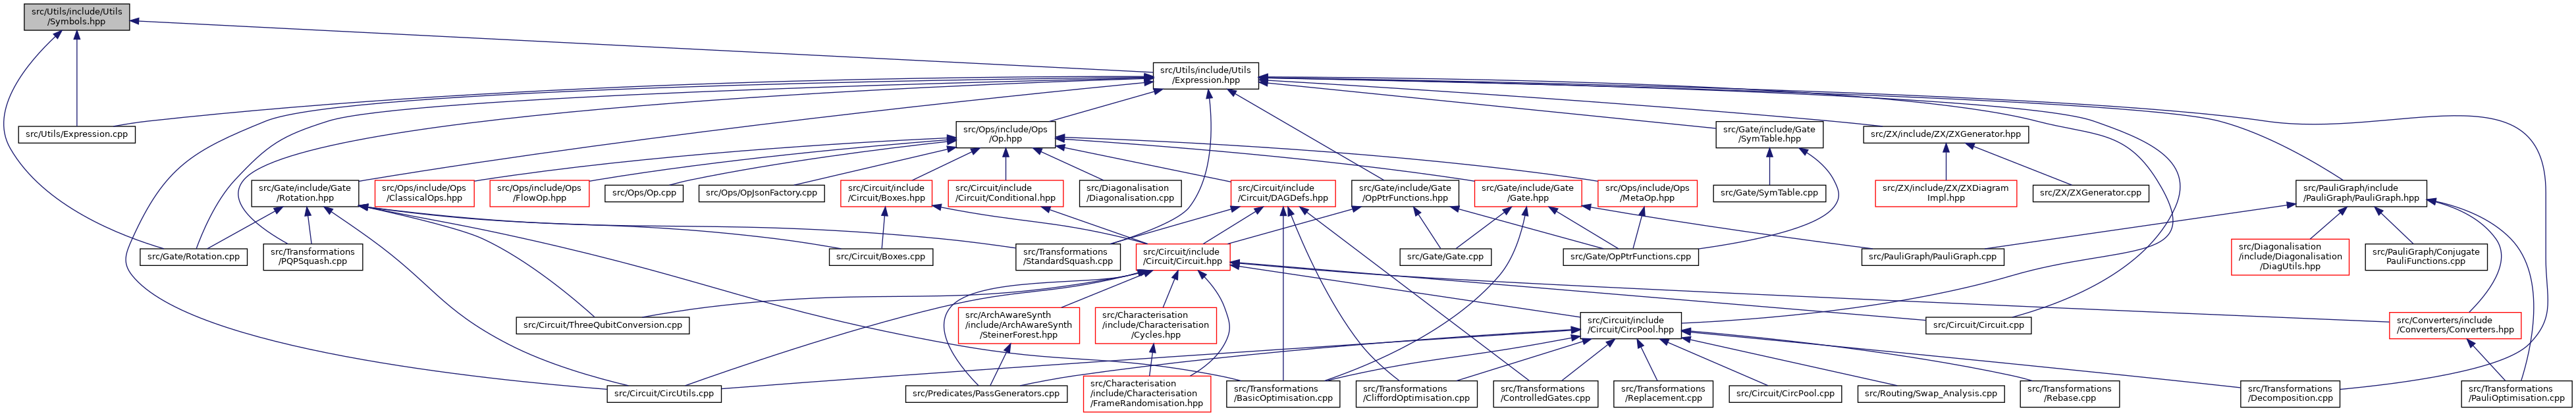 src/Utils/include/Utils
/Symbols.hpp
src/Utils/include/Utils
/Expression.hpp
src/Utils/Expression.cpp
src/Ops/include/Ops
/Op.hpp
src/Gate/include/Gate
/SymTable.hpp
src/ZX/include/ZX/ZXGenerator.hpp
src/Gate/include/Gate
/Rotation.hpp
src/Ops/include/Ops
/ClassicalOps.hpp
src/Ops/include/Ops
/FlowOp.hpp
src/Ops/Op.cpp
src/Ops/OpJsonFactory.cpp
src/Circuit/include
/Circuit/Boxes.hpp
src/Circuit/include
/Circuit/Conditional.hpp
src/Diagonalisation
/Diagonalisation.cpp
src/Circuit/include
/Circuit/DAGDefs.hpp
src/Gate/include/Gate
/OpPtrFunctions.hpp
src/Gate/include/Gate
/Gate.hpp
src/Ops/include/Ops
/MetaOp.hpp
src/Gate/SymTable.cpp
src/ZX/include/ZX/ZXDiagram
Impl.hpp
src/ZX/ZXGenerator.cpp
src/PauliGraph/include
/PauliGraph/PauliGraph.hpp
src/Gate/Rotation.cpp
src/Transformations
/PQPSquash.cpp
src/Circuit/Boxes.cpp
src/Transformations
/StandardSquash.cpp
src/Circuit/include
/Circuit/Circuit.hpp
src/Gate/Gate.cpp
src/Gate/OpPtrFunctions.cpp
src/PauliGraph/PauliGraph.cpp
src/Diagonalisation
/include/Diagonalisation
/DiagUtils.hpp
src/PauliGraph/Conjugate
PauliFunctions.cpp
src/Circuit/ThreeQubitConversion.cpp
src/ArchAwareSynth
/include/ArchAwareSynth
/SteinerForest.hpp
src/Characterisation
/include/Characterisation
/Cycles.hpp
src/Circuit/include
/Circuit/CircPool.hpp
src/Circuit/Circuit.cpp
src/Converters/include
/Converters/Converters.hpp
src/Circuit/CircUtils.cpp
src/Predicates/PassGenerators.cpp
src/Characterisation
/include/Characterisation
/FrameRandomisation.hpp
src/Transformations
/BasicOptimisation.cpp
src/Transformations
/CliffordOptimisation.cpp
src/Transformations
/ControlledGates.cpp
src/Transformations
/Replacement.cpp
src/Circuit/CircPool.cpp
src/Routing/Swap_Analysis.cpp
src/Transformations
/Rebase.cpp
src/Transformations
/Decomposition.cpp
src/Transformations
/PauliOptimisation.cpp